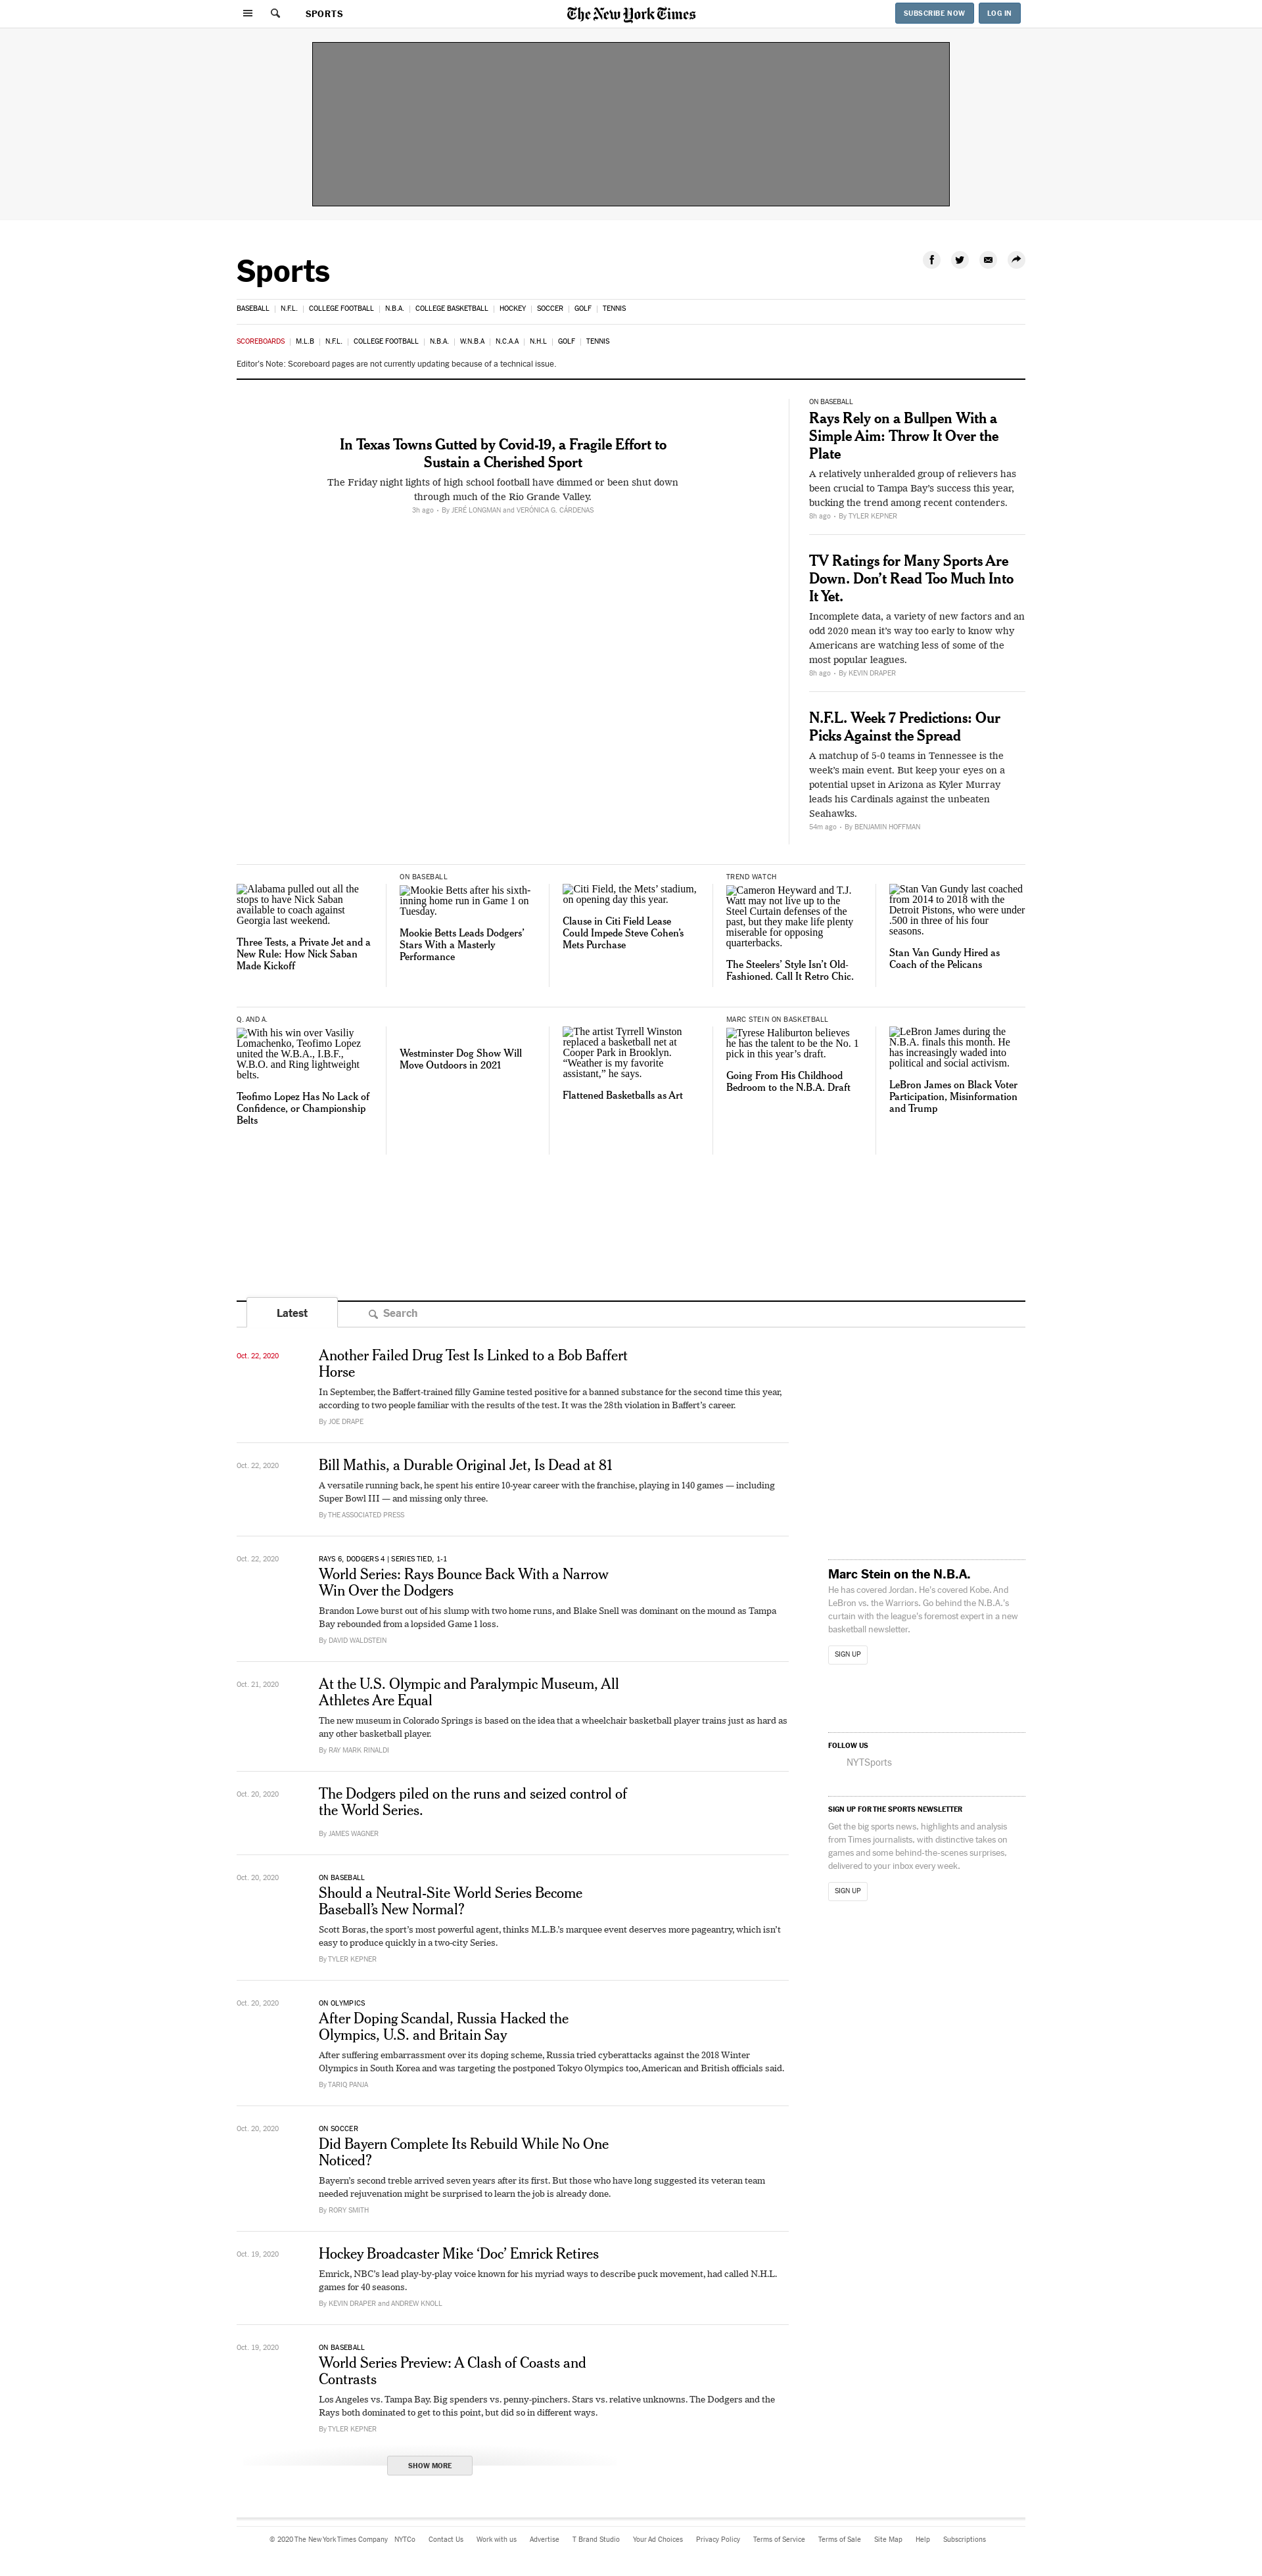 SPORTS
The New York Times
SUBSCRIBE NOW
LOG IN
Sports
BASEBALL | N.F.L. | COLLEGE FOOTBALL | N.B.A. | COLLEGE BASKETBALL | HOCKEY | SOCCER | GOLF | TENNIS
SCOREBOARDS | M.L.B | N.F.L. | COLLEGE FOOTBALL | N.B.A. | W.N.B.A | N.C.A.A | N.H.L | GOLF | TENNIS
Editor's Note: Scoreboard pages are not currently updating because of a technical issue.
In Texas Towns Gutted by Covid-19, a Fragile Effort to
Sustain a Cherished Sport
The Friday night lights of high school football have dimmed or been shut down
through much of the Rio Grande Valley.
3h ago · By JERÉ LONGMAN and VERÓNICA G. CÁRDENAS
ON BASEBALL
Rays Rely on a Bullpen With a
Simple Aim: Throw It Over the
Plate
A relatively unheralded group of relievers has
been crucial to Tampa Bay’s success this year,
bucking the trend among recent contenders.
8h ago · By TYLER KEPNER
TV Ratings for Many Sports Are
Down. Don’t Read Too Much Into
It Yet.
Incomplete data, a variety of new factors and an
odd 2020 mean it’s way too early to know why
Americans are watching less of some of the
most popular leagues.
8h ago · By KEVIN DRAPER
N.F.L. Week 7 Predictions: Our
Picks Against the Spread
A matchup of 5-0 teams in Tennessee is the
week’s main event. But keep your eyes on a
potential upset in Arizona as Kyler Murray
leads his Cardinals against the unbeaten
Seahawks.
54m ago · By BENJAMIN HOFFMAN
Alabama pulled out all the
stops to have Nick Saban
available to coach against
Georgia last weekend.
Three Tests, a Private Jet and a
New Rule: How Nick Saban
Made Kickoff
ON BASEBALL
Mookie Betts after his sixth-
inning home run in Game 1 on
Tuesday.
Mookie Betts Leads Dodgers’
Stars With a Masterly
Performance
Citi Field, the Mets’ stadium,
on opening day this year.
Clause in Citi Field Lease
Could Impede Steve Cohen’s
Mets Purchase
TREND WATCH
Cameron Heyward and T.J.
Watt may not live up to the
Steel Curtain defenses of the
past, but they make life plenty
miserable for opposing
quarterbacks.
The Steelers’ Style Isn’t Old-
Fashioned. Call It Retro Chic.
Stan Van Gundy last coached
from 2014 to 2018 with the
Detroit Pistons, who were under
.500 in three of his four
seasons.
Stan Van Gundy Hired as
Coach of the Pelicans
Q. AND A.
With his win over Vasiliy
Lomachenko, Teofimo Lopez
united the W.B.A., I.B.F.,
W.B.O. and Ring lightweight
belts.
Teofimo Lopez Has No Lack of
Confidence, or Championship
Belts
Westminster Dog Show Will
Move Outdoors in 2021
The artist Tyrrell Winston
replaced a basketball net at
Cooper Park in Brooklyn.
“Weather is my favorite
assistant,” he says.
Flattened Basketballs as Art
MARC STEIN ON BASKETBALL
Tyrese Haliburton believes
he has the talent to be the No. 1
pick in this year’s draft.
Going From His Childhood
Bedroom to the N.B.A. Draft
LeBron James during the
N.B.A. finals this month. He
has increasingly waded into
political and social activism.
LeBron James on Black Voter
Participation, Misinformation
and Trump
Latest
Search
Oct. 22, 2020
Another Failed Drug Test Is Linked to a Bob Baffert
Horse
In September, the Baffert-trained filly Gamine tested positive for a banned substance for the second time this year,
according to two people familiar with the results of the test. It was the 28th violation in Baffert’s career.
By JOE DRAPE
Oct. 22, 2020
Bill Mathis, a Durable Original Jet, Is Dead at 81
A versatile running back, he spent his entire 10-year career with the franchise, playing in 140 games — including
Super Bowl III — and missing only three.
By THE ASSOCIATED PRESS
Oct. 22, 2020
RAYS 6, DODGERS 4 | SERIES TIED, 1-1
World Series: Rays Bounce Back With a Narrow
Win Over the Dodgers
Brandon Lowe burst out of his slump with two home runs, and Blake Snell was dominant on the mound as Tampa
Bay rebounded from a lopsided Game 1 loss.
By DAVID WALDSTEIN
Oct. 21, 2020
At the U.S. Olympic and Paralympic Museum, All
Athletes Are Equal
The new museum in Colorado Springs is based on the idea that a wheelchair basketball player trains just as hard as
any other basketball player.
By RAY MARK RINALDI
Oct. 20, 2020
The Dodgers piled on the runs and seized control of
the World Series.
By JAMES WAGNER
Oct. 20, 2020
ON BASEBALL
Should a Neutral-Site World Series Become
Baseball’s New Normal?
Scott Boras, the sport’s most powerful agent, thinks M.L.B.’s marquee event deserves more pageantry, which isn’t
easy to produce quickly in a two-city Series.
By TYLER KEPNER
Oct. 20, 2020
ON OLYMPICS
After Doping Scandal, Russia Hacked the
Olympics, U.S. and Britain Say
After suffering embarrassment over its doping scheme, Russia tried cyberattacks against the 2018 Winter
Olympics in South Korea and was targeting the postponed Tokyo Olympics too, American and British officials said.
By TARIQ PANJA
Oct. 20, 2020
ON SOCCER
Did Bayern Complete Its Rebuild While No One
Noticed?
Bayern’s second treble arrived seven years after its first. But those who have long suggested its veteran team
needed rejuvenation might be surprised to learn the job is already done.
By RORY SMITH
Oct. 19, 2020
Hockey Broadcaster Mike ‘Doc’ Emrick Retires
Emrick, NBC’s lead play-by-play voice known for his myriad ways to describe puck movement, had called N.H.L.
games for 40 seasons.
By KEVIN DRAPER and ANDREW KNOLL
Oct. 19, 2020
ON BASEBALL
World Series Preview: A Clash of Coasts and
Contrasts
Los Angeles vs. Tampa Bay. Big spenders vs. penny-pinchers. Stars vs. relative unknowns. The Dodgers and the
Rays both dominated to get to this point, but did so in different ways.
By TYLER KEPNER
SHOW MORE
Marc Stein on the N.B.A.
He has covered Jordan. He's covered Kobe. And
LeBron vs. the Warriors. Go behind the N.B.A.'s
curtain with the league's foremost expert in a new
basketball newsletter.
SIGN UP
FOLLOW US
NYTSports
SIGN UP FOR THE SPORTS NEWSLETTER
Get the big sports news, highlights and analysis
from Times journalists, with distinctive takes on
games and some behind-the-scenes surprises,
delivered to your inbox every week.
SIGN UP
© 2020 The New York Times Company NYTCo Contact Us Work with us Advertise T Brand Studio Your Ad Choices Privacy Policy Terms of Service Terms of Sale Site Map Help Subscriptions